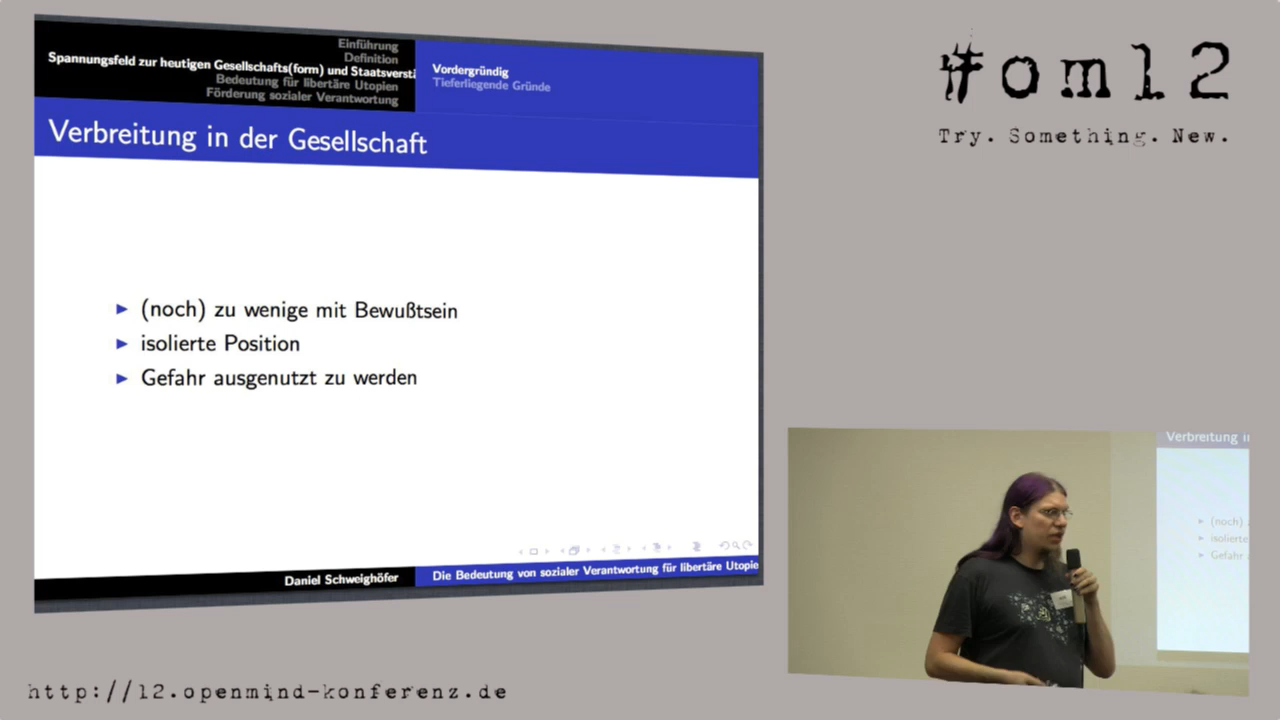 Einführung
Definition
Spannungsfeld zur heutigen Gesellschafts(form) und Staatsverstä
Bedeutung für libertäre Utopien
Förderung sozialer Verantwortung
Vordergründig
Tieferliegende Gründe
Verbreitung in der Gesellschaft
(noch) zu wenige mit Bewußtsein
isolierte Position
Gefahr ausgenutzt zu werden
Daniel Schweighöfer
Die Bedeutung von sozialer Verantwortung für libertäre Utopie
#om12
Try. Something. New.
Verbreitung i
(noch)
isolierte
Gefahr
http://12.openmind-konferenz.de